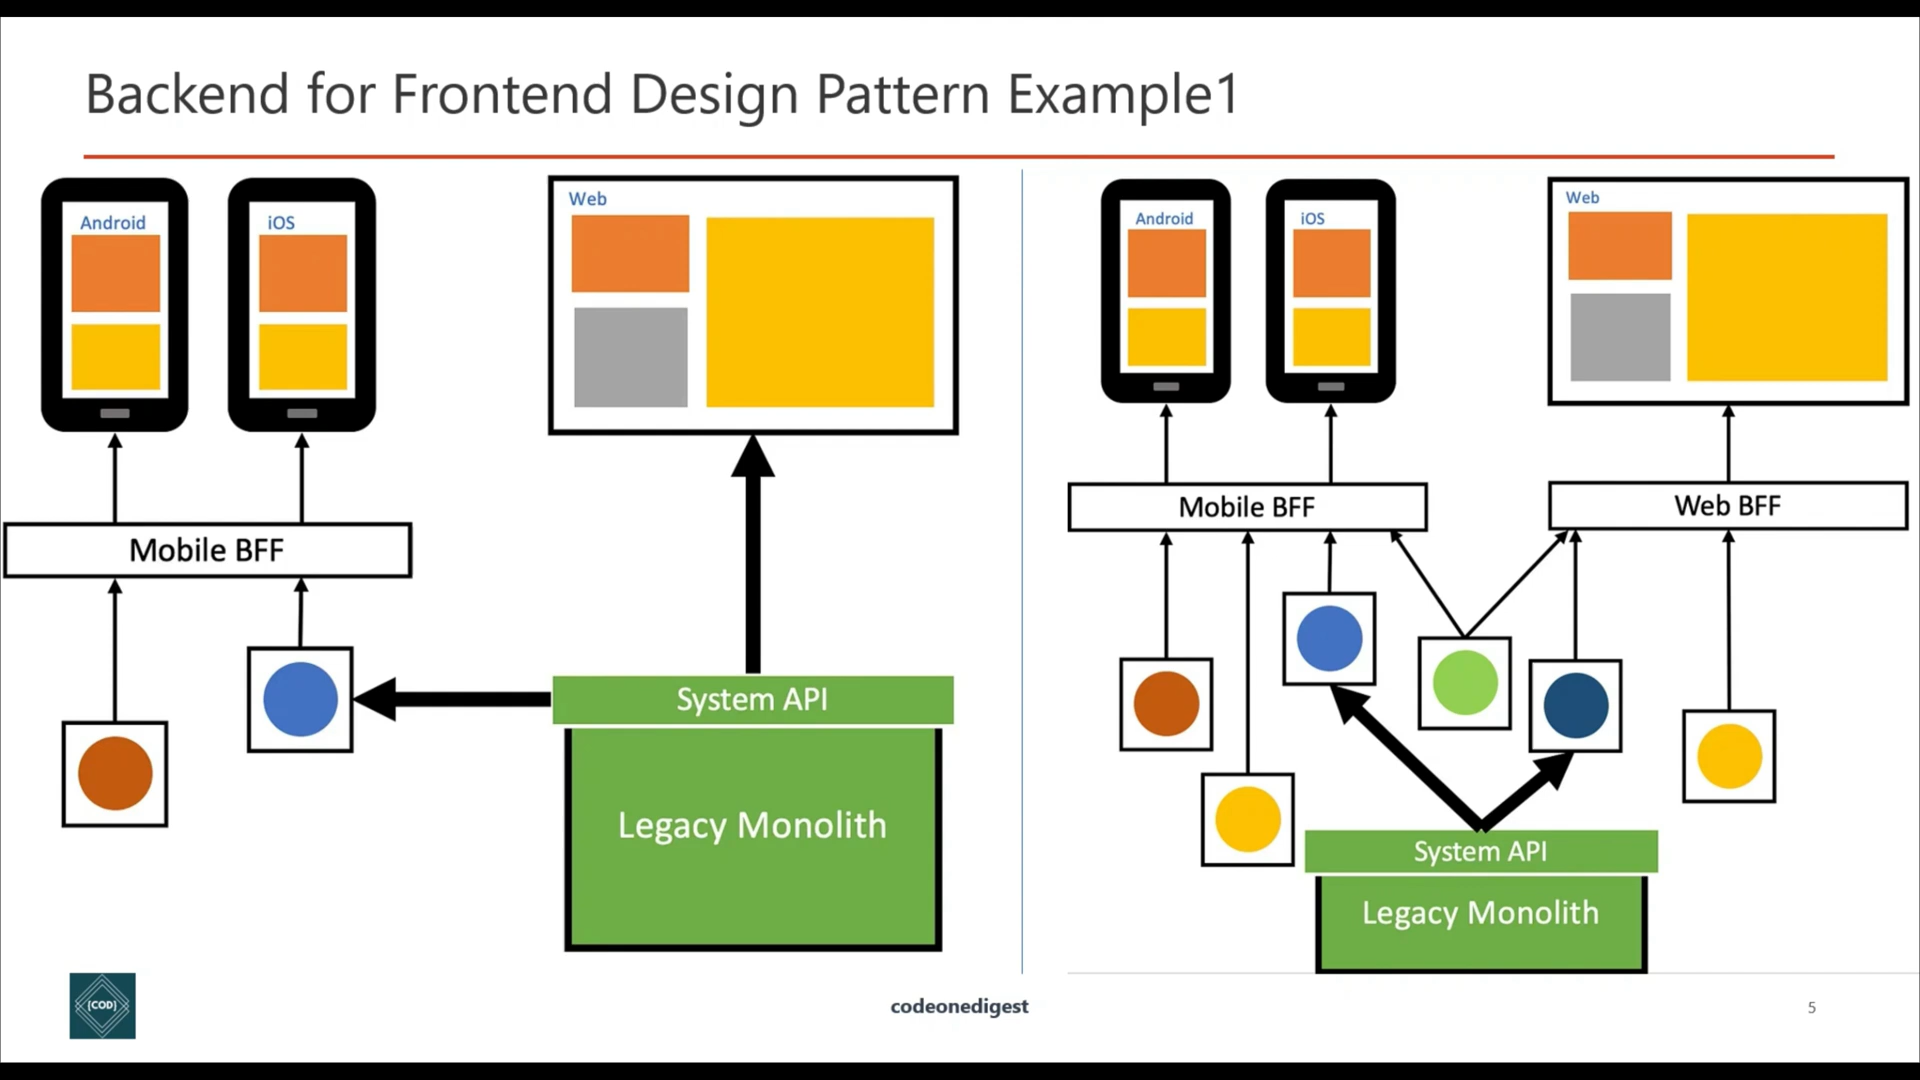 Backend for Frontend Design Pattern Example1
Android
iOS
Web
Mobile BFF
System API
Legacy Monolith
Android
iOS
Web
Mobile BFF
Web BFF
System API
Legacy Monolith
[COD]
codeonedigest
5